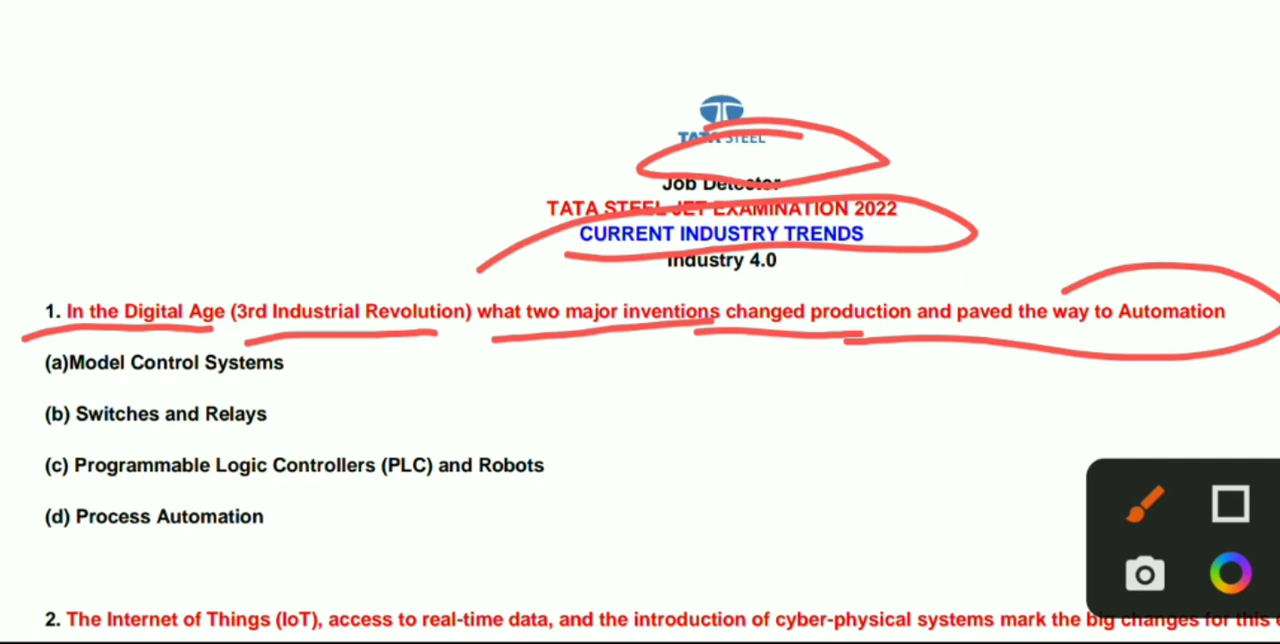 TATA STEEL
Job Detector
TATA STEEL JET EXAMINATION 2022
CURRENT INDUSTRY TRENDS
Industry 4.0
1. In the Digital Age (3rd Industrial Revolution) what two major inventions changed production and paved the way to Automation
(a)Model Control Systems
(b) Switches and Relays
(c) Programmable Logic Controllers (PLC) and Robots
(d) Process Automation
2. The Internet of Things (IoT), access to real-time data, and the introduction of cyber-physical systems mark the big changes for this